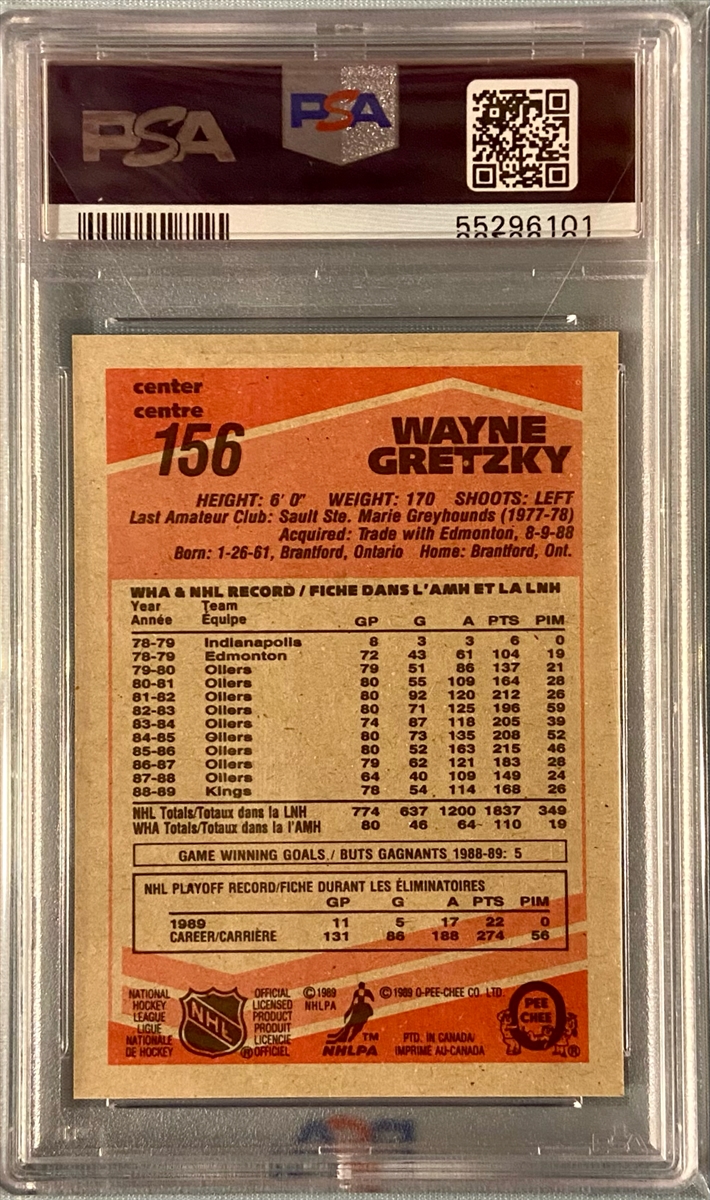 PSA
PSA
55296101
center
centre
156
WAYNE
GRETZKY
HEIGHT: 6' 0" WEIGHT: 170 SHOOTS: LEFT
Last Amateur Club: Sault Ste. Marie Greyhounds (1977-78)
Acquired: Trade with Edmonton, 8-9-88
Born: 1-26-61, Brantford, Ontario Home: Brantford, Ont.
WHA & NHL RECORD / FICHE DANS L'AMH ET LA LNH
Year Team
Année Équipe GP G A PTS PIM
78-79 Indianapolis 8 3 3 6 0
78-79 Edmonton 72 43 61 104 19
79-80 Oilers 79 51 86 137 21
80-81 Oilers 80 55 109 164 28
81-82 Oilers 80 92 120 212 26
82-83 Oilers 80 71 125 196 59
83-84 Oilers 74 87 118 205 39
84-85 Oilers 80 73 135 208 52
85-86 Oilers 80 52 163 215 46
86-87 Oilers 79 62 121 183 28
87-88 Oilers 64 40 109 149 24
88-89 Kings 78 54 114 168 26
NHL Totals/Totaux dans la LNH 774 637 1200 1837 349
WHA Totals/Totaux dans la l'AMH 80 46 64 110 19
GAME WINNING GOALS / BUTS GAGNANTS 1988-89: 5
NHL PLAYOFF RECORD/FICHE DURANT LES ÉLIMINATOIRES
GP G A PTS PIM
1989 11 5 17 22 0
CAREER/CARRIÈRE 131 86 188 274 56
NATIONAL
HOCKEY
LEAGUE
LIGUE
NATIONALE
DE HOCKEY
NHL
OFFICIAL
LICENSED
PRODUCT
PRODUIT
LICENCIE
® OFFICIEL
© 1989
NHLPA
TM
NHLPA
© 1989 O-PEE-CHEE CO. LTD.
PTD. IN CANADA/
IMPRIMÉ AU-CANADA
O
PEE
CHEE
®